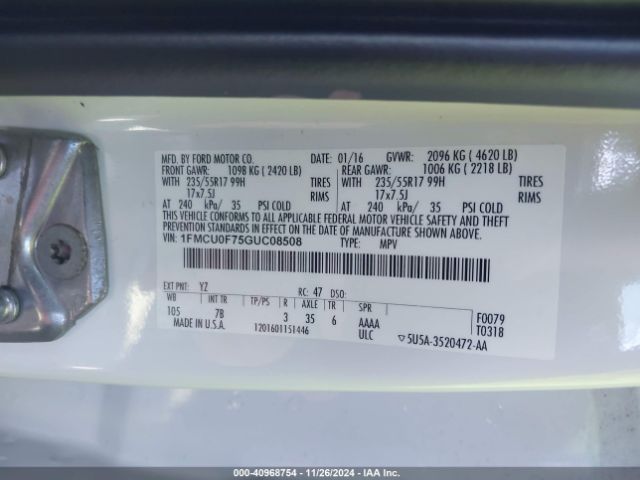 MFD. BY FORD MOTOR CO. DATE: 01/16 GVWR: 2096 KG ( 4620 LB)
FRONT GAWR: 1098 KG ( 2420 LB) REAR GAWR: 1006 KG ( 2218 LB)
WITH 235/55R17 99H TIRES WITH 235/55R17 99H TIRES
17x7.5J RIMS 17x7.5J RIMS
AT 240 kPa/ 35 PSI COLD AT 240 kPa/ 35 PSI COLD
THIS VEHICLE CONFORMS TO ALL APPLICABLE FEDERAL MOTOR VEHICLE SAFETY AND THEFT PREVENTION STANDARDS IN EFFECT ON THE DATE OF MANUFACTURE SHOWN ABOVE.
VIN: 1FMCU0F75GUC08508 TYPE: MPV
EXT PNT: YZ RC: 47 DSO:
WB INT TR TP/PS R AXLE TR SPR
105 7B 3 35 6 AAAA F0079
MADE IN U.S.A. 1201601151446 ULC T0318
5U5A-3520472-AA
000-40968754 - 11/26/2024 - IAA Inc.